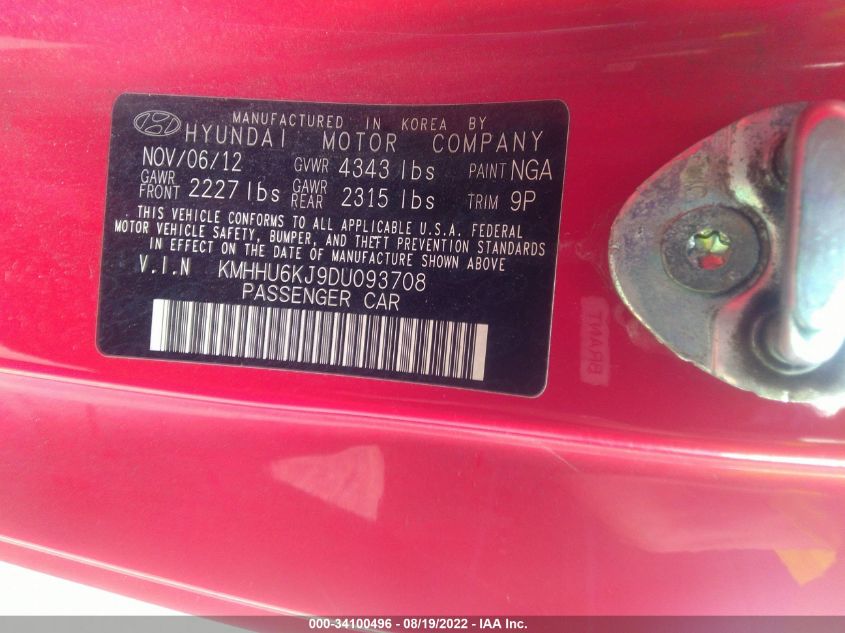 MANUFACTURED IN KOREA BY
HYUNDAI MOTOR COMPANY
NOV/06/12 GVWR 4343 lbs PAINT NGA
GAWR FRONT 2227 lbs GAWR REAR 2315 lbs TRIM 9P
THIS VEHICLE CONFORMS TO ALL APPLICABLE U.S.A. FEDERAL
MOTOR VEHICLE SAFETY, BUMPER, AND THEFT PREVENTION STANDARDS
IN EFFECT ON THE DATE OF MANUFACTURE SHOWN ABOVE
V.I.N KMHHU6KJ9DU093708
PASSENGER CAR
000-34100496 - 08/19/2022 - IAA Inc.